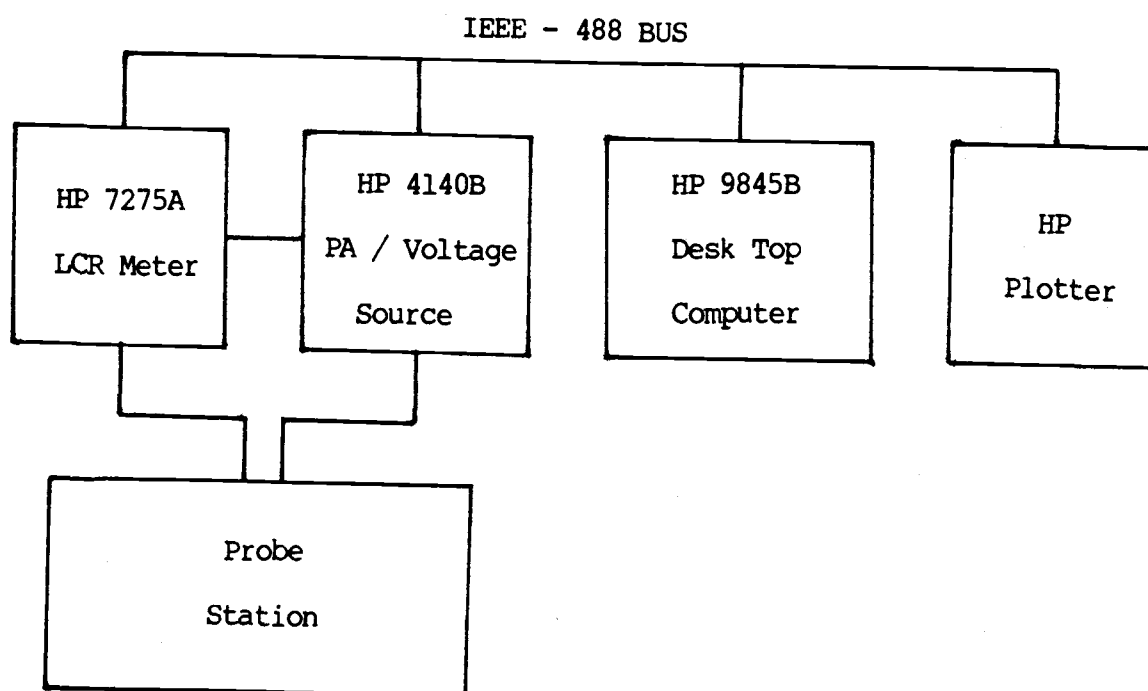 IEEE - 488 BUS
HP 7275A
LCR Meter
HP 4140B
PA / Voltage
Source
HP 9845B
Desk Top
Computer
HP
Plotter
Probe
Station